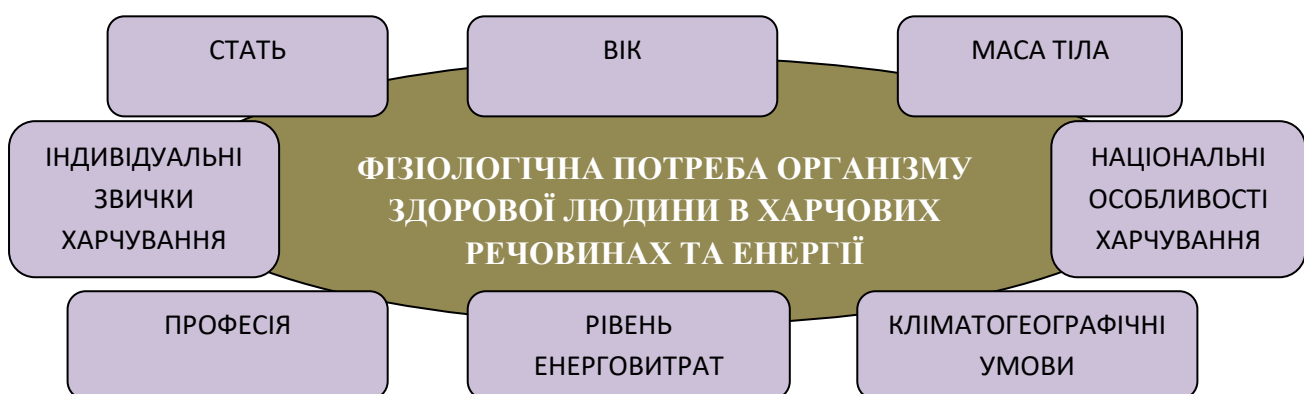 СТАТЬ
ВІК
МАСА ТІЛА
ІНДИВІДУАЛЬНІ
ЗВИЧКИ
ХАРЧУВАННЯ
ФІЗІОЛОГІЧНА ПОТРЕБА ОРГАНІЗМУ
ЗДОРОВОЇ ЛЮДИНИ В ХАРЧОВИХ
РЕЧОВИНАХ ТА ЕНЕРГІЇ
НАЦІОНАЛЬНІ
ОСОБЛИВОСТІ
ХАРЧУВАННЯ
ПРОФЕСІЯ
РІВЕНЬ
ЕНЕРГОВИТРАТ
КЛІМАТОГЕОГРАФІЧНІ
УМОВИ